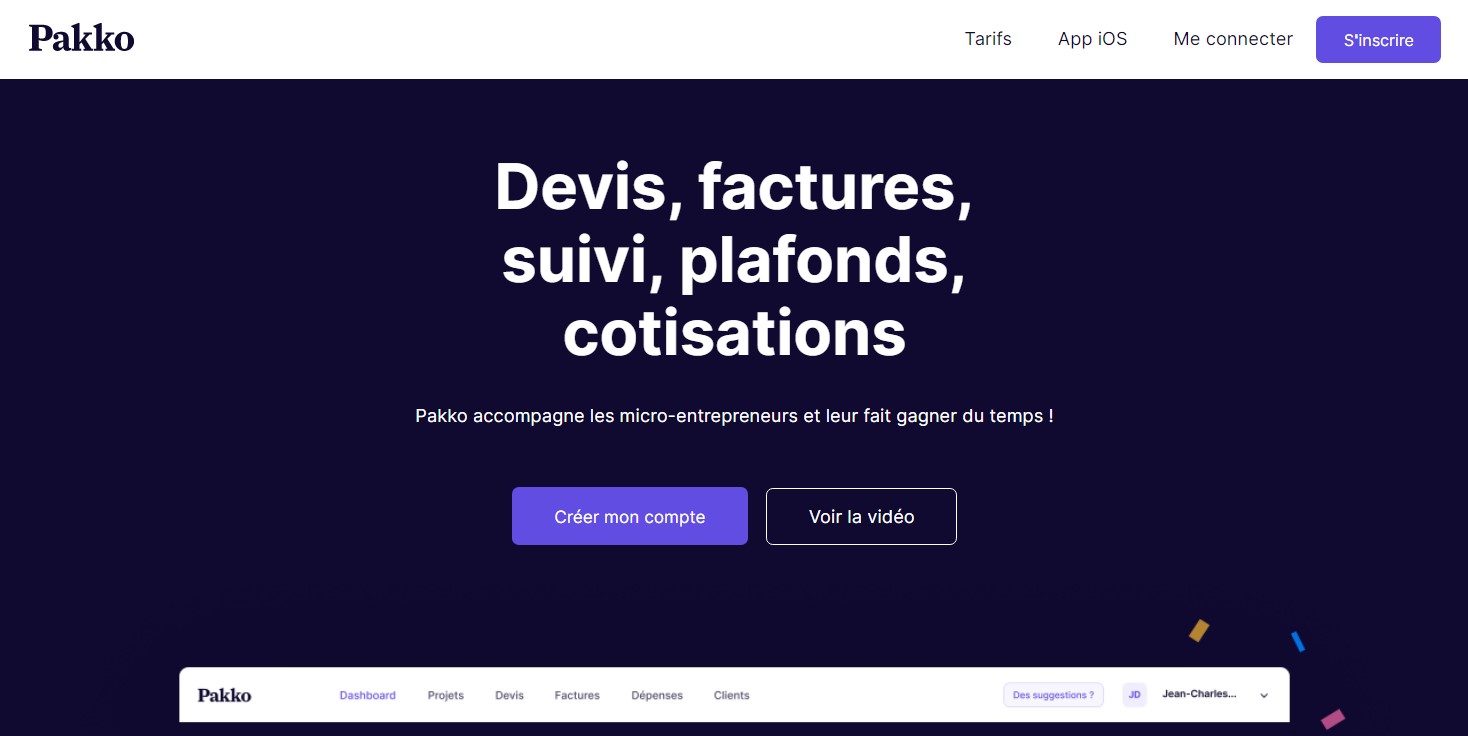 Pakko
Tarifs
App iOS
Me connecter
S'inscrire
Devis, factures,
suivi, plafonds,
cotisations
Pakko accompagne les micro-entrepreneurs et leur fait gagner du temps !
Créer mon compte
Voir la vidéo
Pakko
Dashboard
Projets
Devis
Factures
Dépenses
Clients
Des suggestions ?
JD
Jean-Charles...